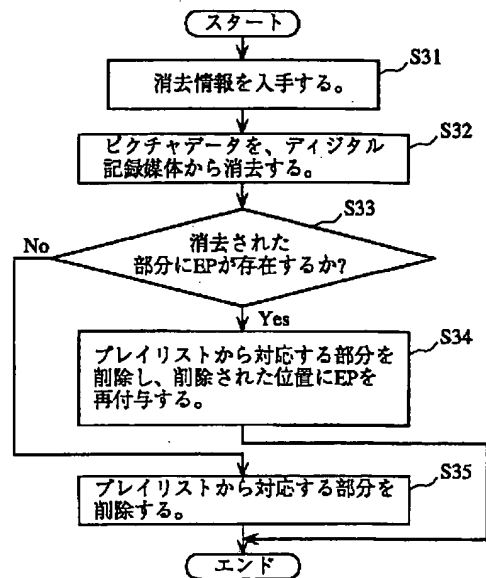 スタート
S31
消去情報を入手する。
S32
ピクチャデータを、ディジタル
記録媒体から消去する。
S33
No
消去された
部分にEPが存在するか?
Yes
S34
プレイリストから対応する部分を
削除し、削除された位置にEPを
再付与する。
S35
プレイリストから対応する部分を
削除する。
エンド